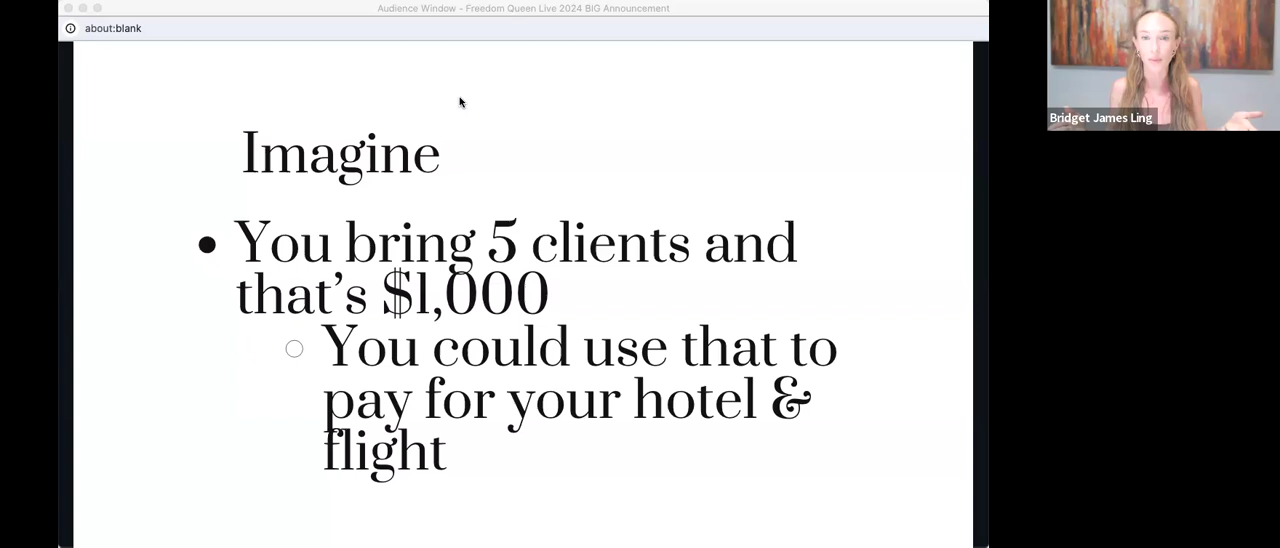 Audience Window - Freedom Queen Live 2024 BIG Announcement
about:blank
Bridget James Ling
Imagine
• You bring 5 clients and
that's $1,000
○ You could use that to
pay for your hotel &
flight